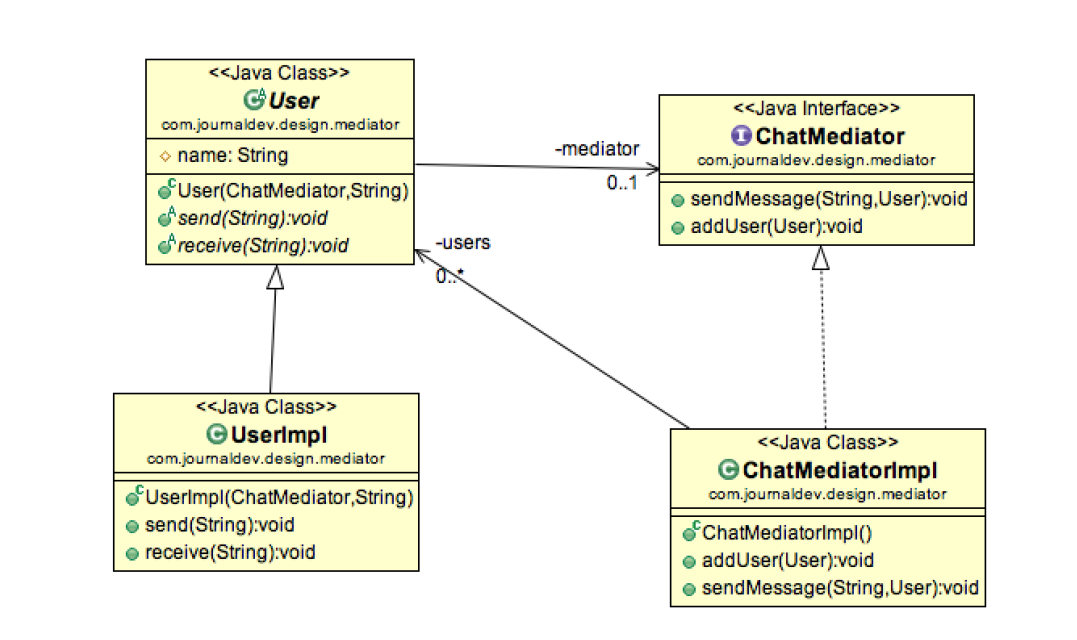 <<Java Class>>
User
com.journaldev.design.mediator
name: String
User(ChatMediator,String)
send(String):void
receive(String):void
-mediator
0..1
<<Java Interface>>
ChatMediator
com.journaldev.design.mediator
sendMessage(String,User):void
addUser(User):void
-users
0..*
<<Java Class>>
UserImpl
com.journaldev.design.mediator
UserImpl(ChatMediator,String)
send(String):void
receive(String):void
<<Java Class>>
ChatMediatorImpl
com.journaldev.design.mediator
ChatMediatorImpl()
addUser(User):void
sendMessage(String,User):void